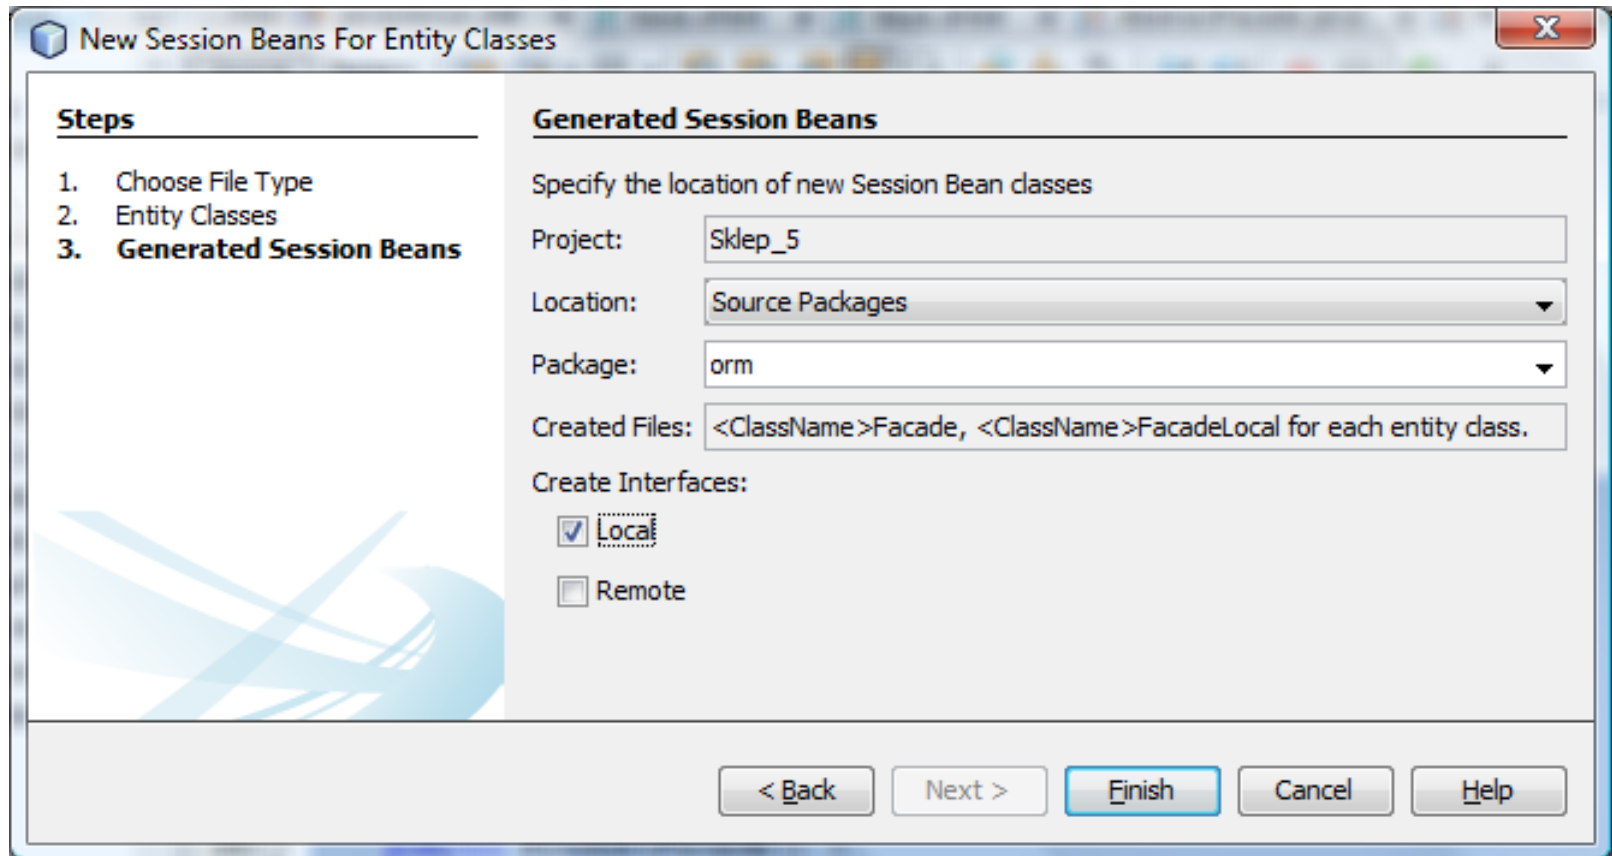 New Session Beans For Entity Classes
Steps
1. Choose File Type
2. Entity Classes
3. Generated Session Beans
Generated Session Beans
Specify the location of new Session Bean classes
Project: Sklep_5
Location: Source Packages
Package: orm
Created Files: <ClassName>Facade, <ClassName>FacadeLocal for each entity class.
Create Interfaces:
Local
Remote
< Back Next > Finish Cancel Help